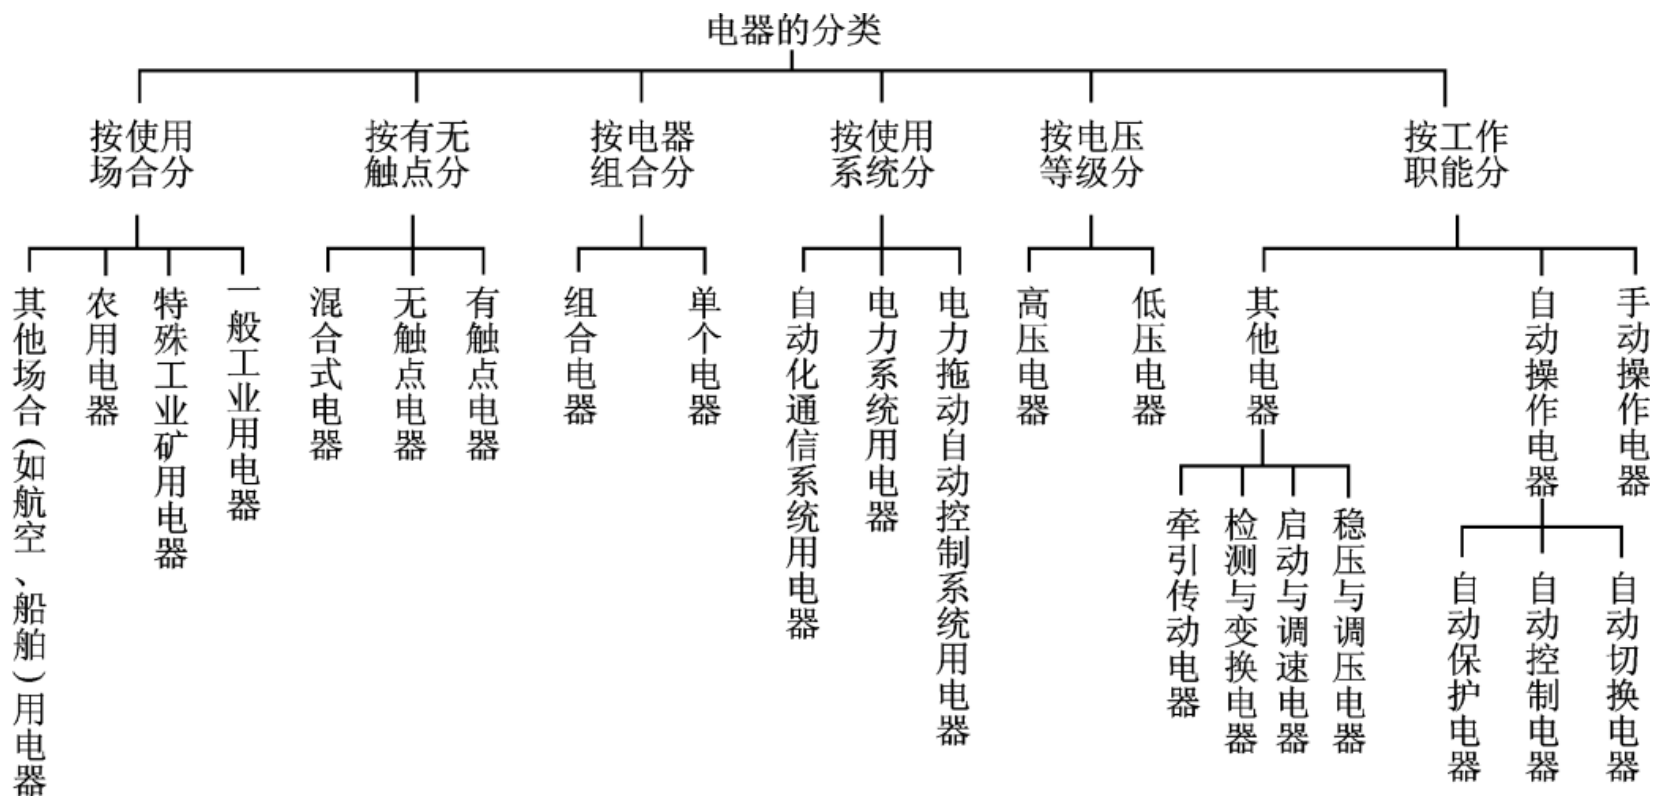 电器的分类
按使用
场合分
按有无
触点分
按电器
组合分
按使用
系统分
按电压
等级分
按工作
职能分
其他场合(如航空、船舶)用电器
农用电器
特殊工业矿用电器
一般工业用电器
混合式电器
无触点电器
有触点电器
组合电器
单个电器
自动化通信系统用电器
电力系统用电器
电力拖动自动控制系统用电器
高压电器
低压电器
其他电器
自动操作电器
手动操作电器
牵引传动电器
检测与变换电器
启动与调速电器
稳压与调压电器
自动保护电器
自动控制电器
自动切换电器